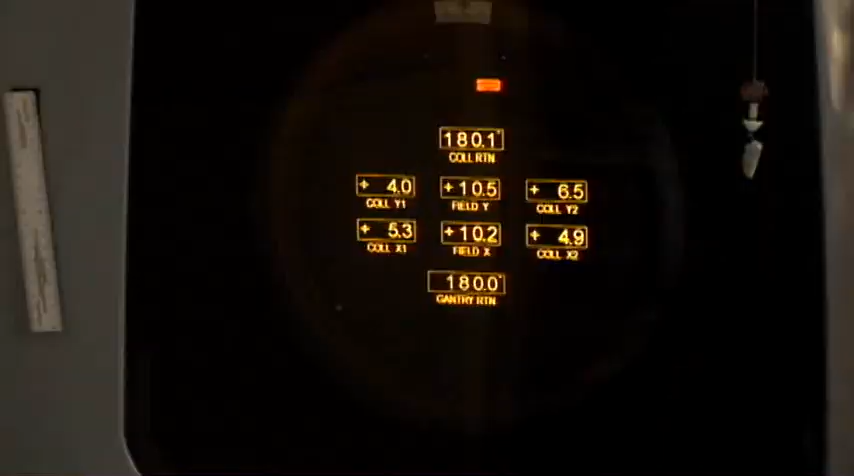 180.1°
COLL RTN
+ 4.0 +10.5 + 6.5
COLL Y1 FIELD Y COLL Y2
+ 5.3 +10.2 + 4.9
COLL X1 FIELD X COLL X2
180.0°
GANTRY RTN